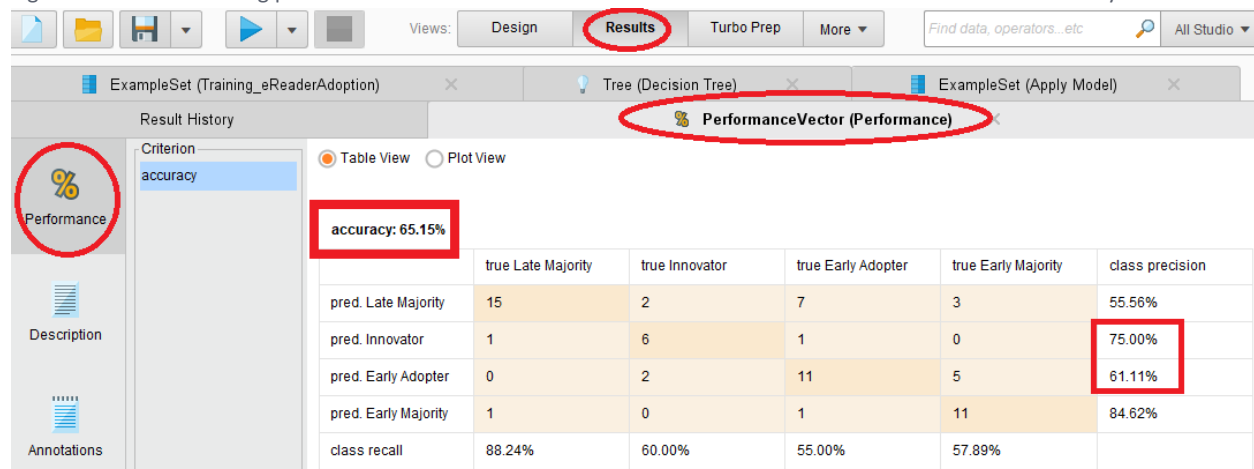 Views: Design Results Turbo Prep More Find data, operators...etc All Studio
ExampleSet (Training_eReaderAdoption) Tree (Decision Tree) ExampleSet (Apply Model)
Result History PerformanceVector (Performance)
Criterion
accuracy
Table View Plot View
% Performance
accuracy: 65.15%
true Late Majority true Innovator true Early Adopter true Early Majority class precision
pred. Late Majority 15 2 7 3 55.56%
Description
pred. Innovator 1 6 1 0 75.00%
pred. Early Adopter 0 2 11 5 61.11%
pred. Early Majority 1 0 1 11 84.62%
Annotations
class recall 88.24% 60.00% 55.00% 57.89%